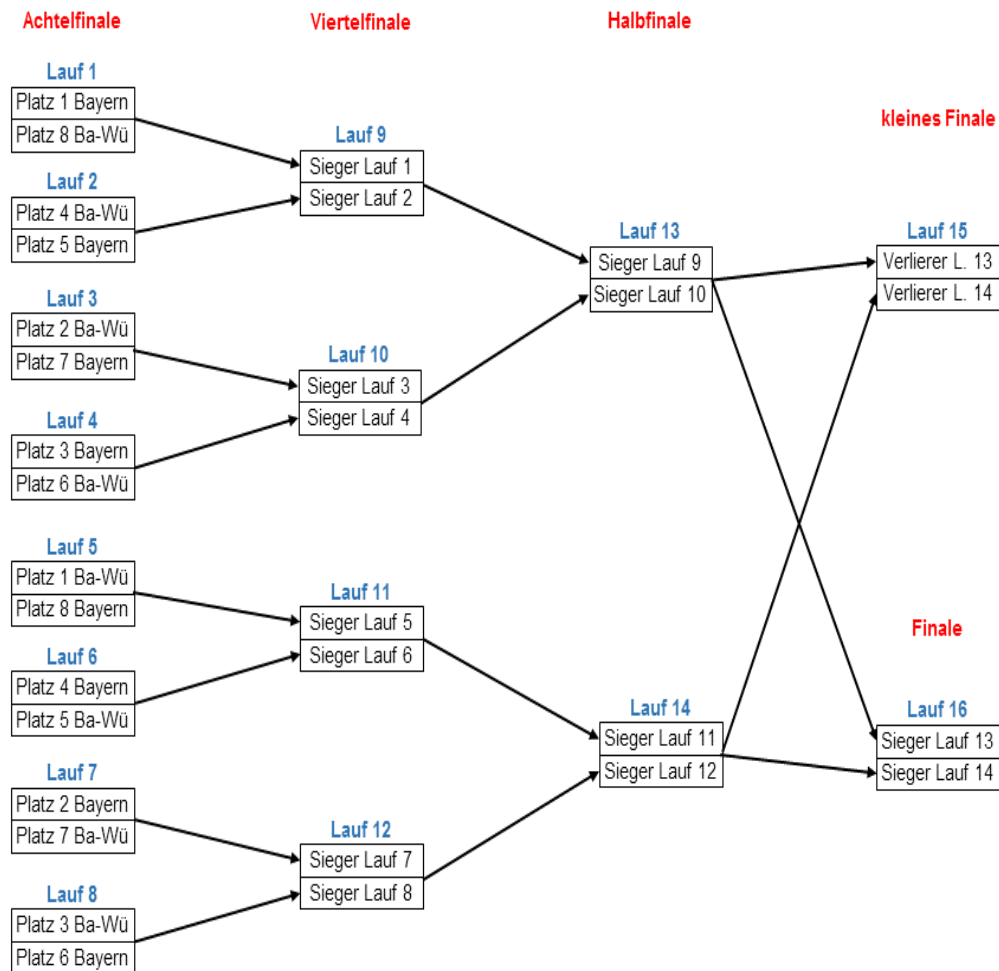 Achtelfinale
Lauf 1
Platz 1 Bayern
Platz 8 Ba-Wü
Lauf 2
Platz 4 Ba-Wü
Platz 5 Bayern
Lauf 3
Platz 2 Ba-Wü
Platz 7 Bayern
Lauf 4
Platz 3 Bayern
Platz 6 Ba-Wü
Lauf 5
Platz 1 Ba-Wü
Platz 8 Bayern
Lauf 6
Platz 4 Bayern
Platz 5 Ba-Wü
Lauf 7
Platz 2 Bayern
Platz 7 Ba-Wü
Lauf 8
Platz 3 Ba-Wü
Platz 6 Bayern
Viertelfinale
Lauf 9
Sieger Lauf 1
Sieger Lauf 2
Lauf 10
Sieger Lauf 3
Sieger Lauf 4
Lauf 11
Sieger Lauf 5
Sieger Lauf 6
Lauf 12
Sieger Lauf 7
Sieger Lauf 8
Halbfinale
Lauf 13
Sieger Lauf 9
Sieger Lauf 10
Lauf 14
Sieger Lauf 11
Sieger Lauf 12
kleines Finale
Lauf 15
Verlierer L. 13
Verlierer L. 14
Finale
Lauf 16
Sieger Lauf 13
Sieger Lauf 14